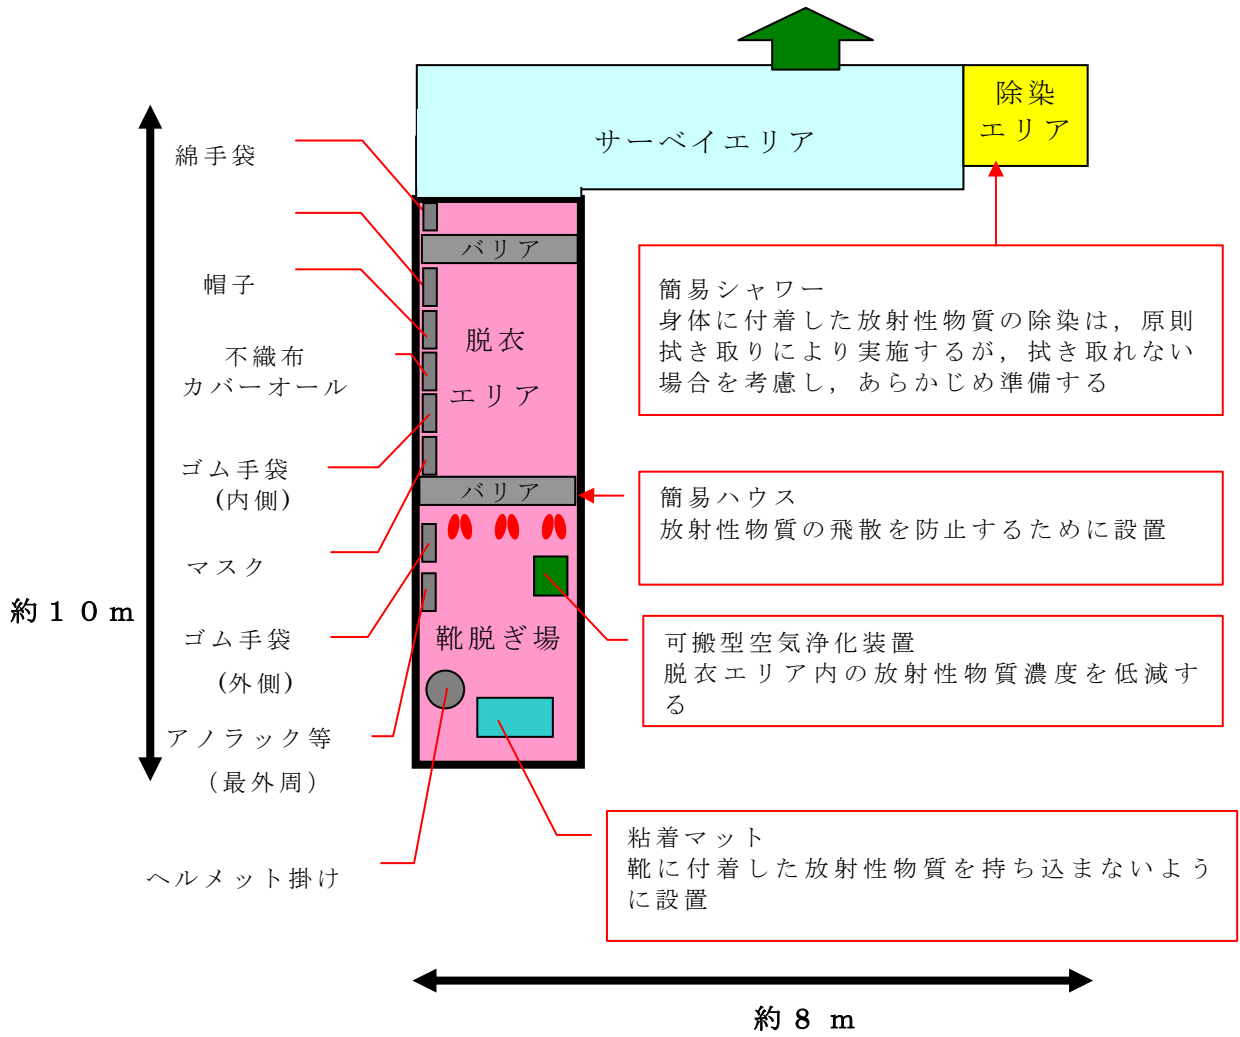 除染
エリア
サーベイエリア
綿手袋
バリア
帽子
脱衣
エリア
不織布
カバーオール
ゴム手袋
(内側)
バリア
マスク
ゴム手袋
(外側)
靴脱ぎ場
アノラック等
（最外周）
ヘルメット掛け
簡易シャワー
身体に付着した放射性物質の除染は，原則
拭き取りにより実施するが，拭き取れない
場合を考慮し，あらかじめ準備する
簡易ハウス
放射性物質の飛散を防止するために設置
可搬型空気浄化装置
脱衣エリア内の放射性物質濃度を低減す
る
粘着マット
靴に付着した放射性物質を持ち込まないよう
に設置
約１０ｍ
約８ｍ